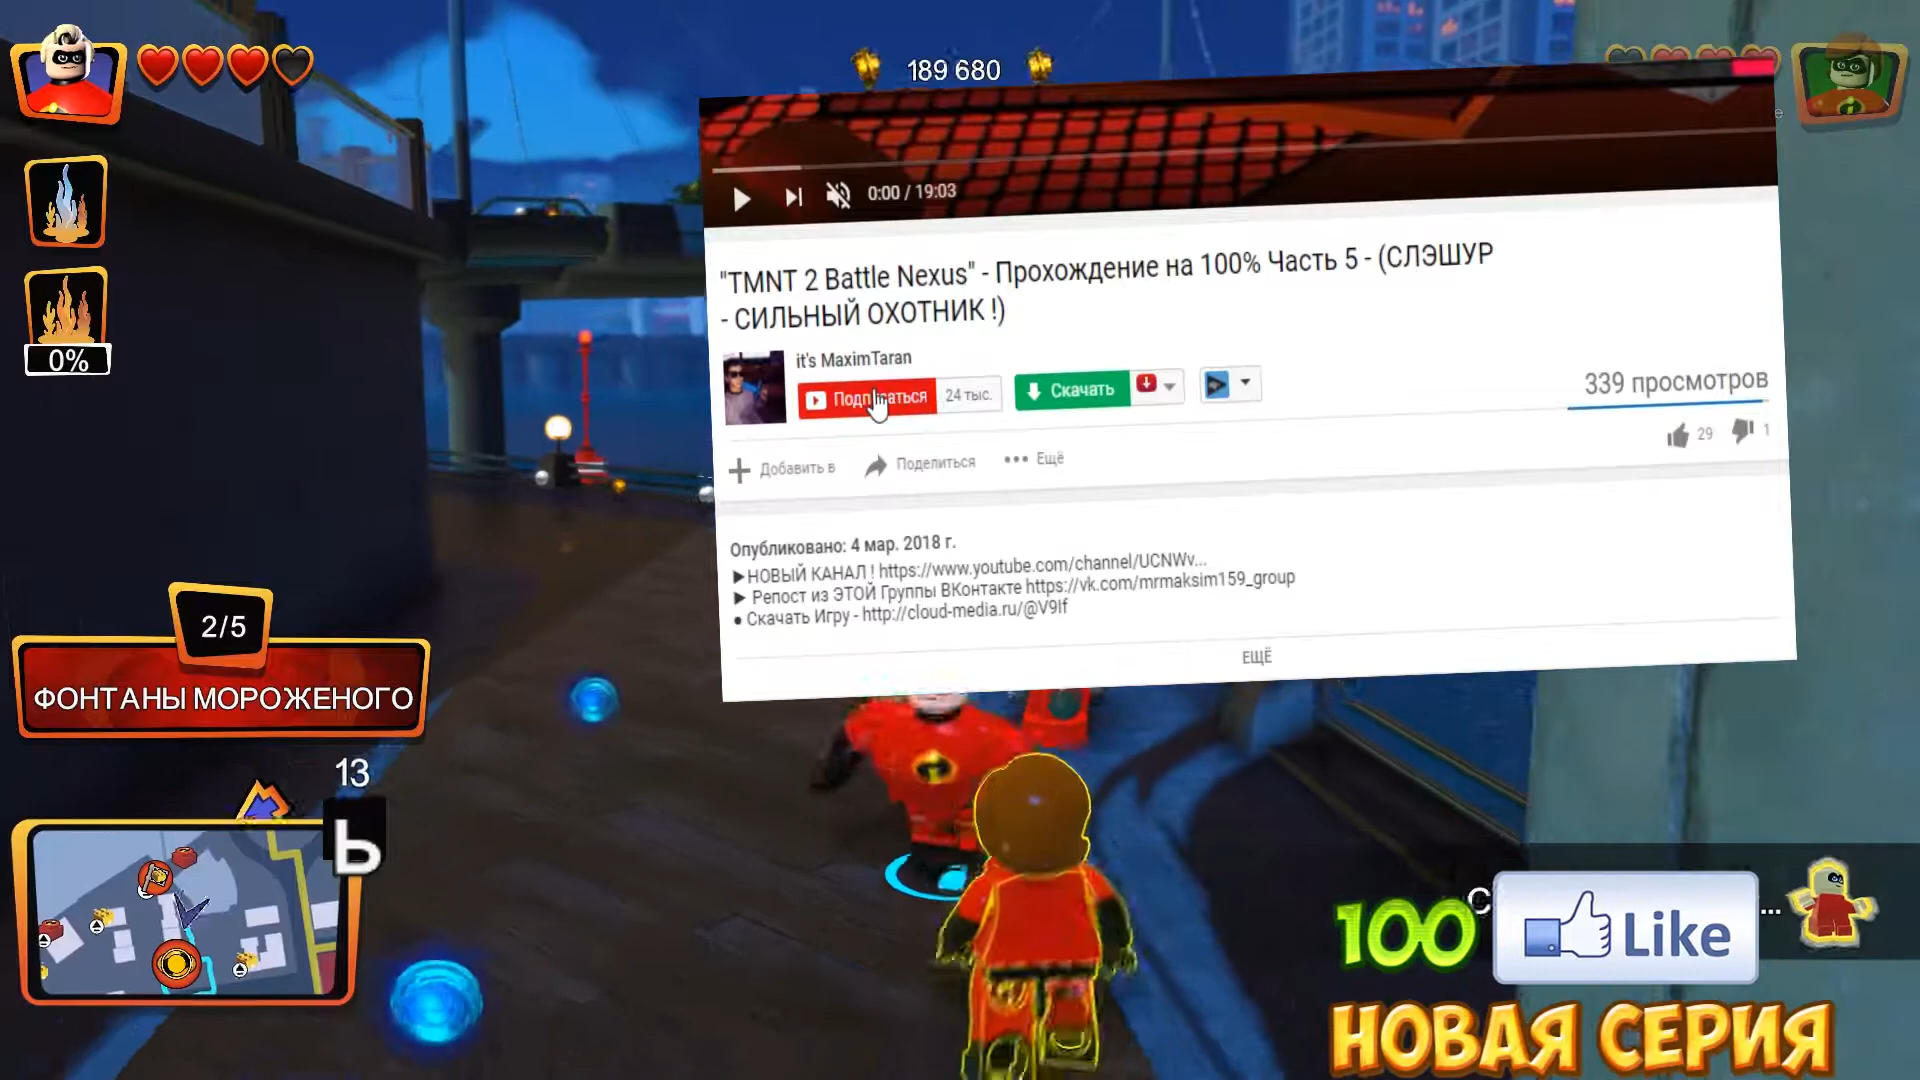 189 680
0:00 / 19:03
"TMNT 2 Battle Nexus" - Прохождение на 100% Часть 5 - (СЛЭШУР
- СИЛЬНЫЙ ОХОТНИК !)
it's MaximTaran
Подписаться 24 тыс. Скачать
339 просмотров
29 1
Добавить в Поделиться Ещё
Опубликовано: 4 мар. 2018 г.
►НОВЫЙ КАНАЛ ! https://www.youtube.com/channel/UCNWv...
► Репост из ЭТОЙ Группы ВКонтакте https://vk.com/mrmaksim159_group
● Скачать Игру - http://cloud-media.ru/@V9If
ЕЩЁ
0%
2/5
ФОНТАНЫ МОРОЖЕНОГО
13
Ь
100 С Like ...
НОВАЯ СЕРИЯ